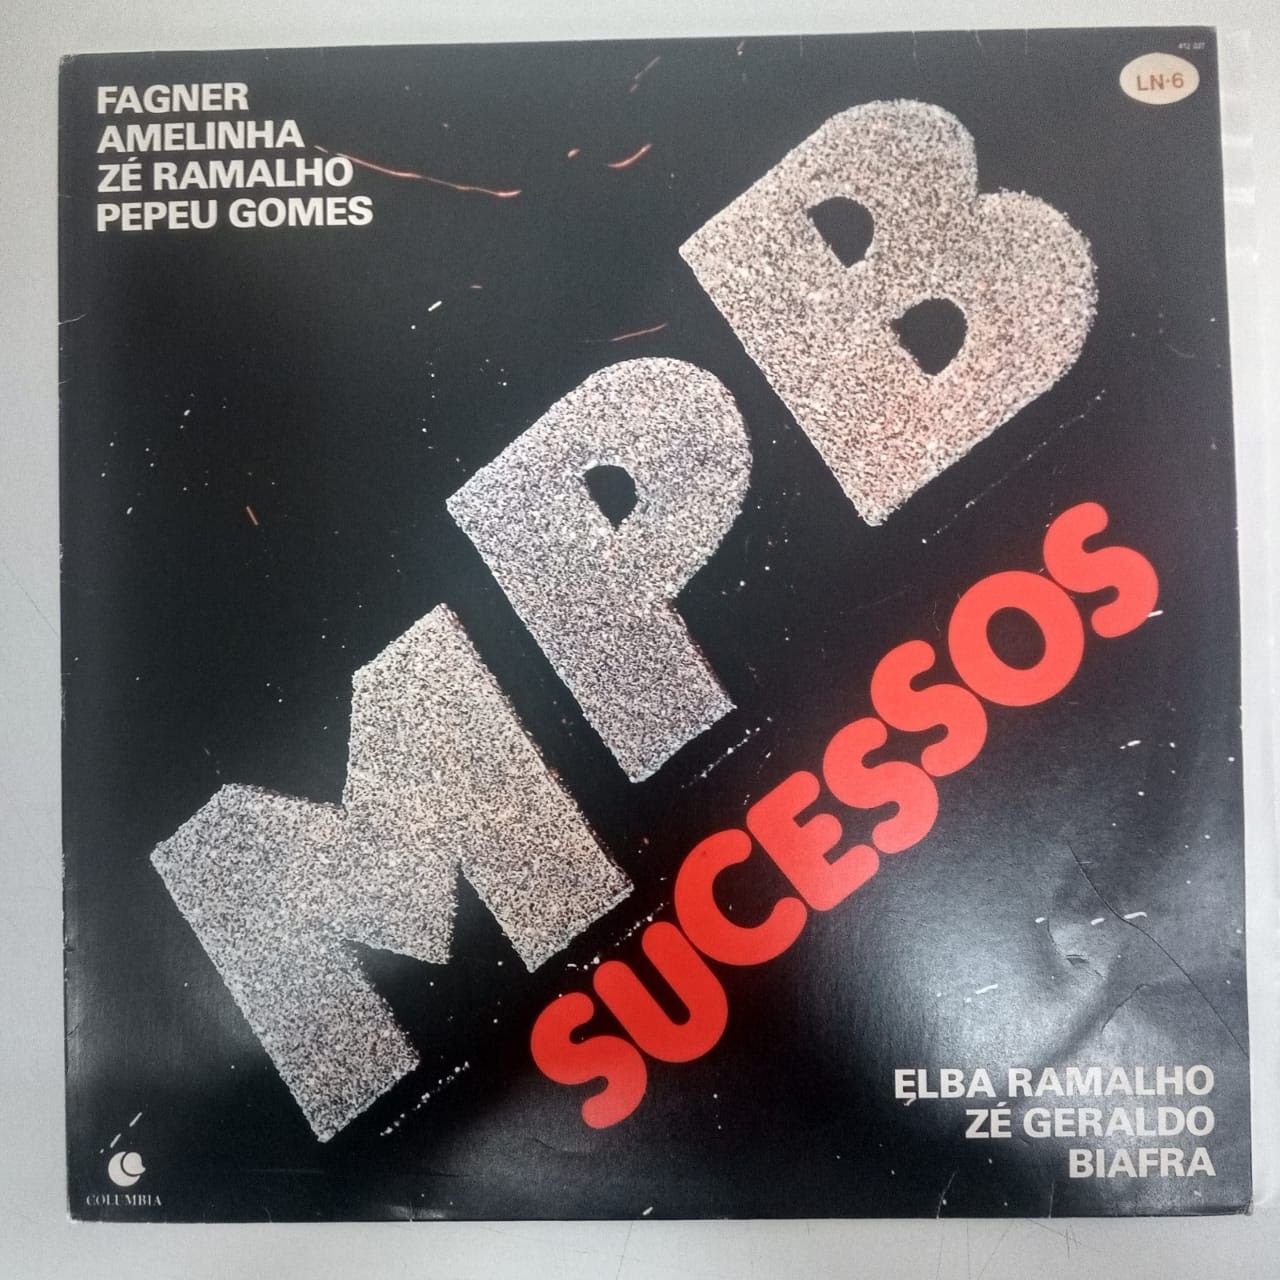 FAGNER
AMELINHA
ZÉ RAMALHO
PEPEU GOMES
LN·6
MPB
SUCESSOS
ELBA RAMALHO
ZÉ GERALDO
BIAFRA
COLUMBIA